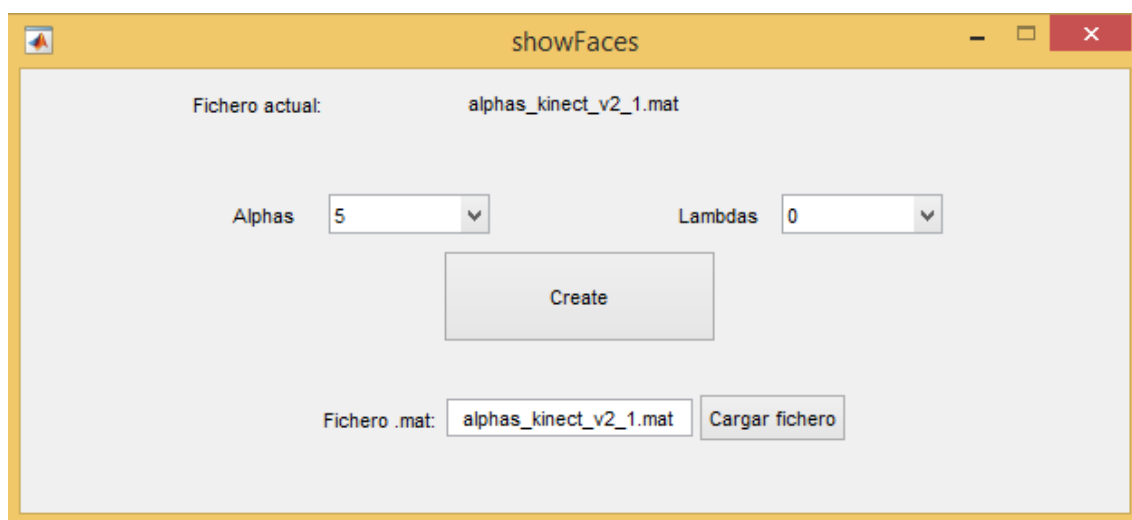 showFaces
Fichero actual: alphas_kinect_v2_1.mat
Alphas 5 Lambdas 0
Create
Fichero .mat: alphas_kinect_v2_1.mat Cargar fichero